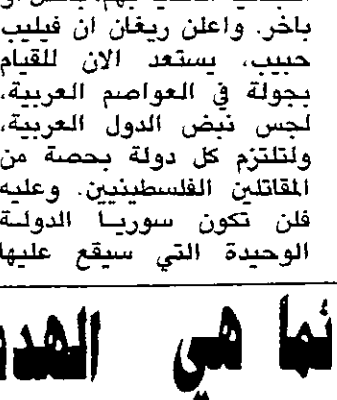 باخر. واعلن ريغان ان فيليب
حبيب، يستعد الان للقيام
بجولة في العواصم العربية،
لجس نبض الدول العربية،
ولتلتزم كل دولة بحصة من
المقاتلين الفلسطينيين. وعليه
فلن تكون سوريا الدولة
الوحيدة التي سيقع عليها
نما هي الهد